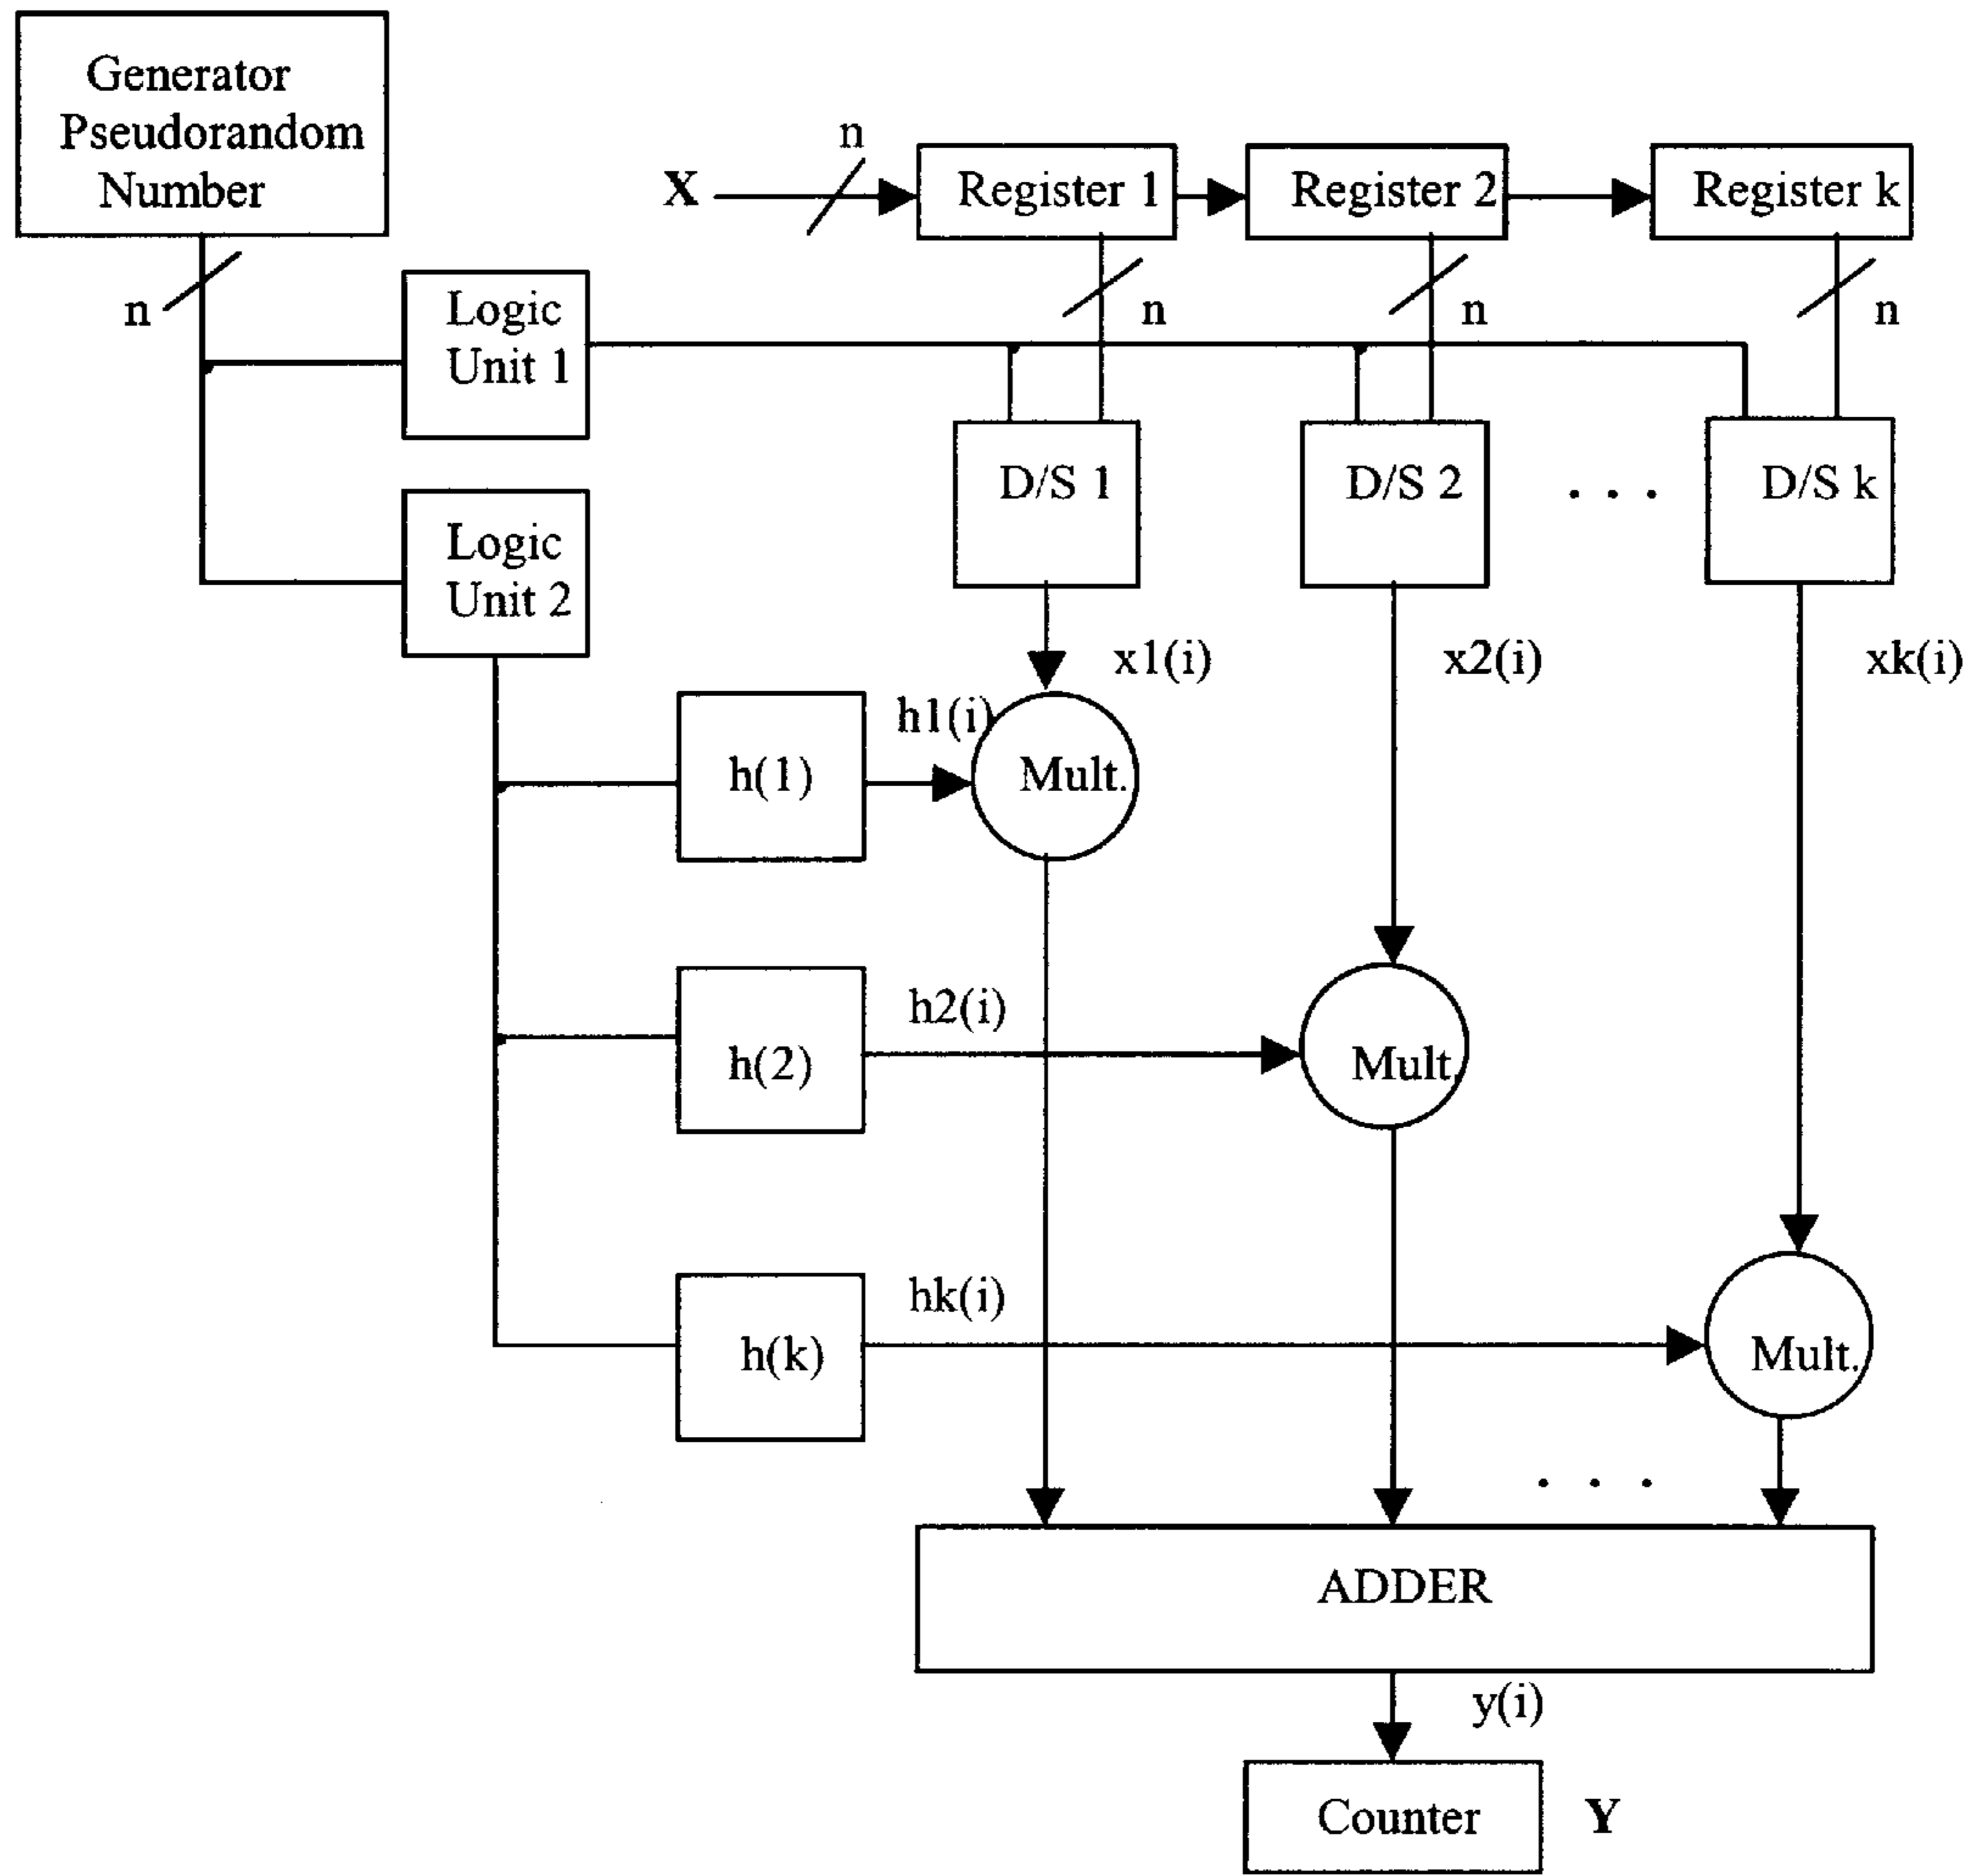 Generator
Pseudorandom
Number
n
X
n
Register 1
Register 2
Register k
n
n
n
Logic
Unit 1
D/S 1
D/S 2
. . .
D/S k
Logic
Unit 2
x1(i)
x2(i)
xk(i)
h1(i)
h(1)
Mult.
h2(i)
h(2)
Mult.
hk(i)
h(k)
Mult.
. . .
ADDER
y(i)
Counter
Y